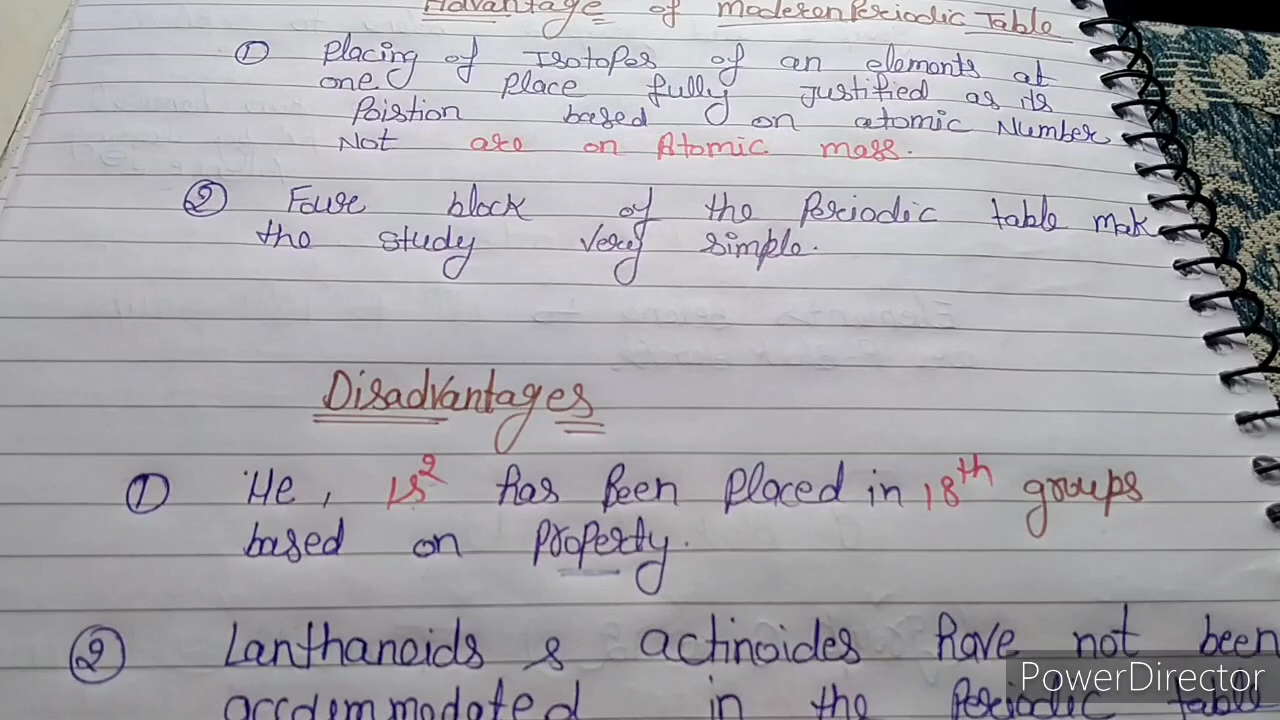 Advantage of Moderen Periodic Table
① Placing of Isotopes of an elements at
one Place fully Justified as its
Poistion based on atomic Number
Not are on Atomic mass.
② Foure block of the Periodic table mak
the study very simple.
Disadvantages
① He, 1s² has been placed in 18th groups
based on property.
② Lanthanoids & actinoides have not been
accdemmodated in the Periodic table
PowerDirector